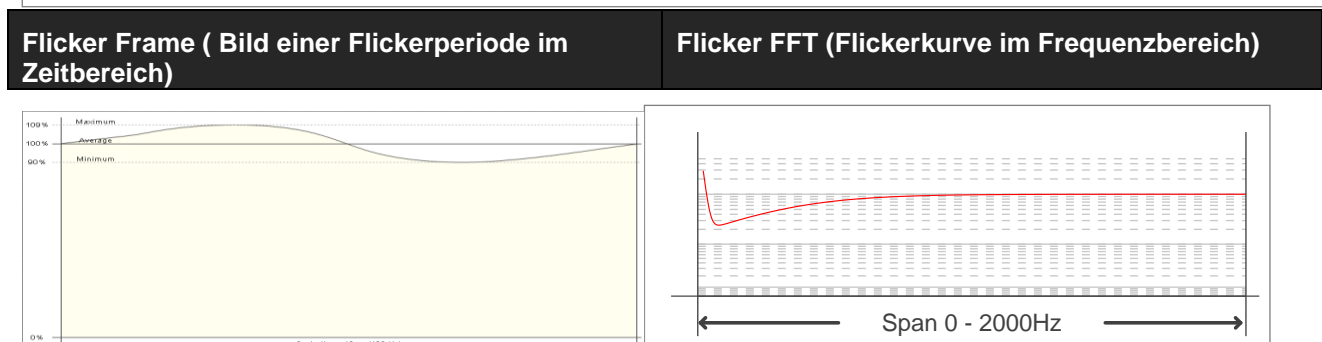 Flicker Frame ( Bild einer Flickerperiode im
Zeitbereich)
Flicker FFT (Flickerkurve im Frequenzbereich)
109% Maximum
100% Average
90% Minimum
0%
Span 0 - 2000Hz